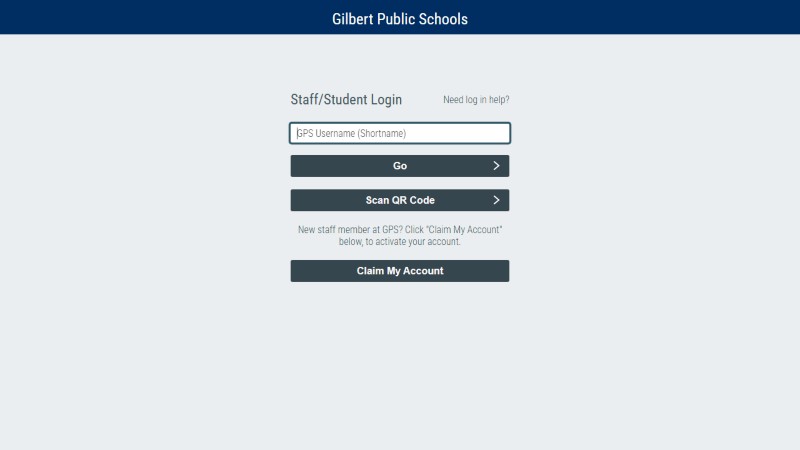 Gilbert Public Schools
Staff/Student Login
Need log in help?
GPS Username (Shortname)
Go
Scan QR Code
New staff member at GPS? Click "Claim My Account"
below, to activate your account.
Claim My Account